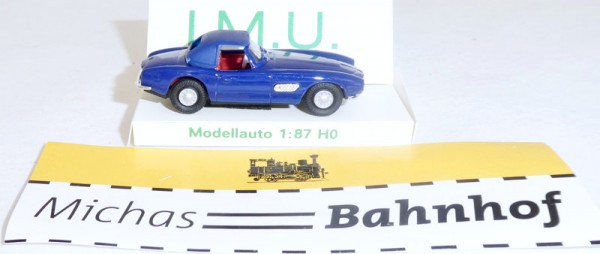 I.M.U.
Modellauto 1:87 H0
Michas Bahnhof